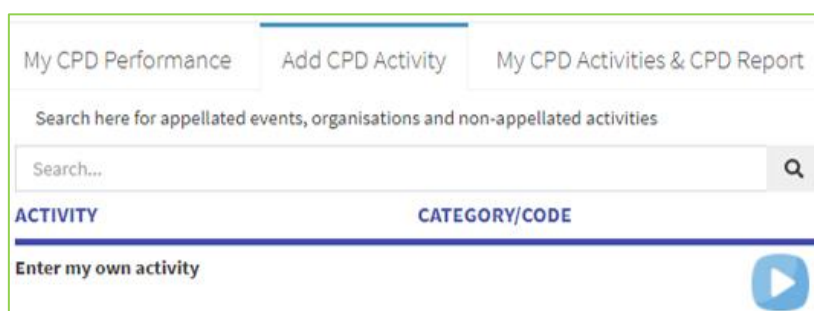 My CPD Performance Add CPD Activity My CPD Activities & CPD Report
Search here for appellated events, organisations and non-appellated activities
Search...
ACTIVITY CATEGORY/CODE
Enter my own activity